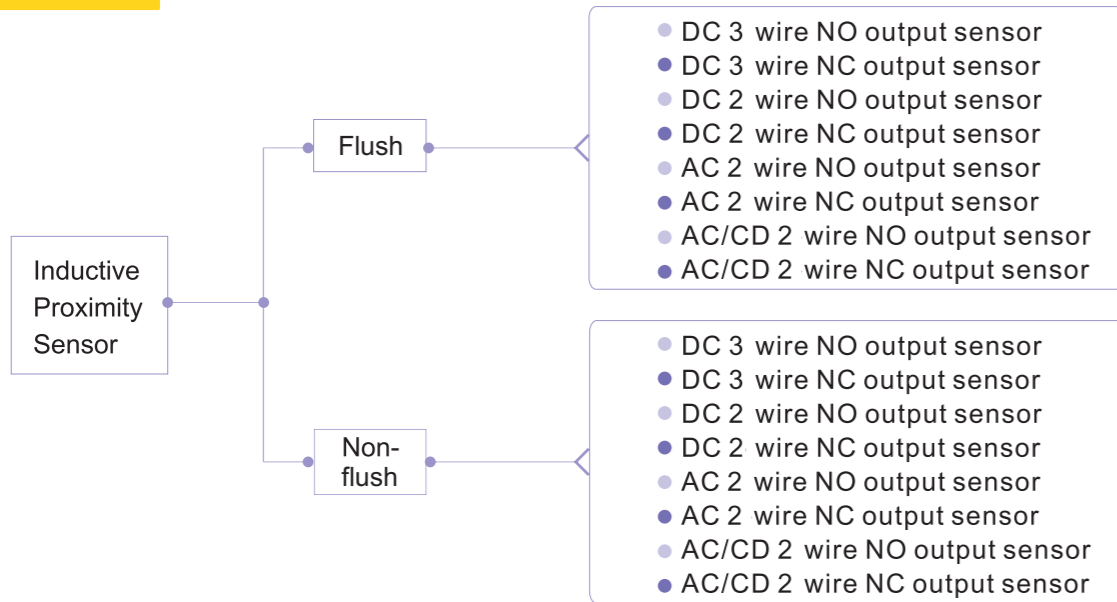 Inductive
Proximity
Sensor
Flush
DC 3 wire NO output sensor
DC 3 wire NC output sensor
DC 2 wire NO output sensor
DC 2 wire NC output sensor
AC 2 wire NO output sensor
AC 2 wire NC output sensor
AC/CD 2 wire NO output sensor
AC/CD 2 wire NC output sensor
Non-
flush
DC 3 wire NO output sensor
DC 3 wire NC output sensor
DC 2 wire NO output sensor
DC 2 wire NC output sensor
AC 2 wire NO output sensor
AC 2 wire NC output sensor
AC/CD 2 wire NO output sensor
AC/CD 2 wire NC output sensor